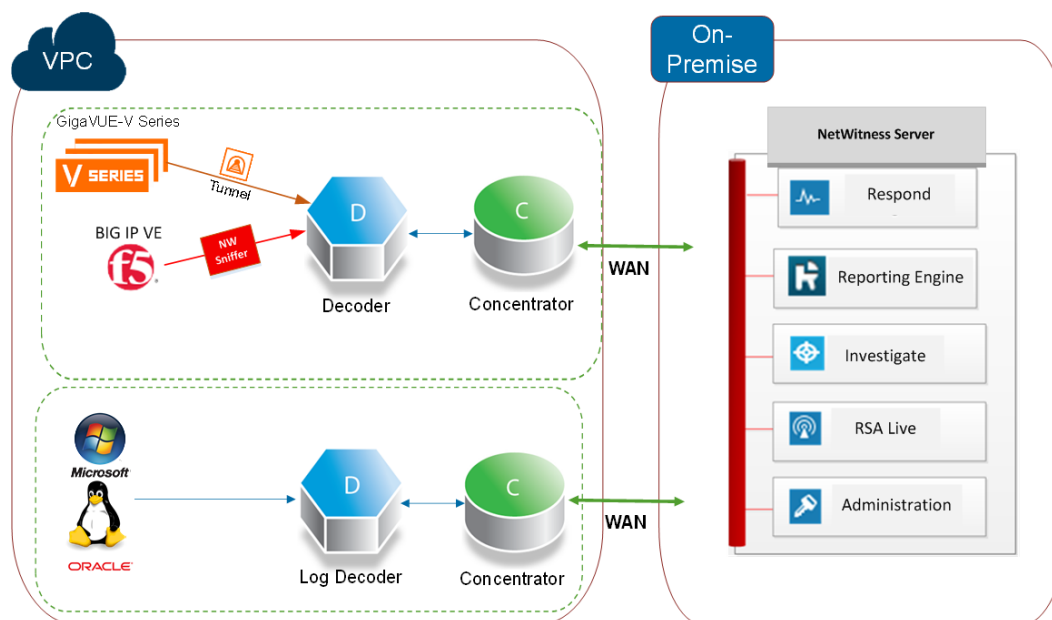 VPC
On-
Premise
GigaVUE-V Series
V SERIES
Tunnel
BIG IP VE
f5
NW
Sniffer
D
Decoder
C
Concentrator
WAN
Microsoft
ORACLE
D
Log Decoder
C
Concentrator
WAN
NetWitness Server
Respond
Reporting Engine
Investigate
RSA Live
Administration